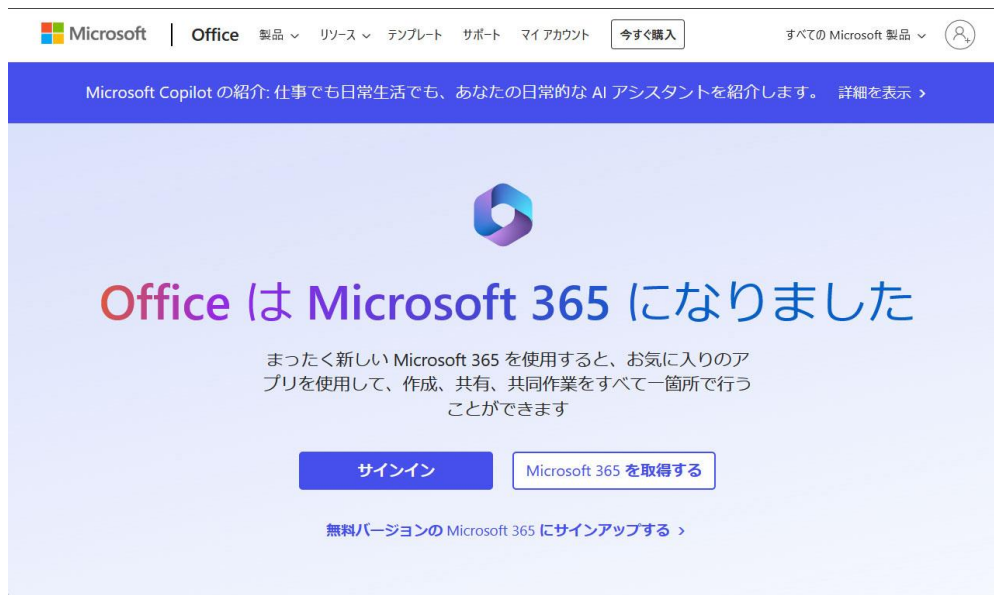 Microsoft | Office 製品 リソース テンプレート サポート マイ アカウント 今すぐ購入 すべての Microsoft 製品
Microsoft Copilot の紹介: 仕事でも日常生活でも、あなたの日常的な AI アシスタントを紹介します。 詳細を表示 >
Office は Microsoft 365 になりました
まったく新しい Microsoft 365 を使用すると、お気に入りのア
プリを使用して、作成、共有、共同作業をすべて一箇所で行う
ことができます
サインイン Microsoft 365 を取得する
無料バージョンの Microsoft 365 にサインアップする >